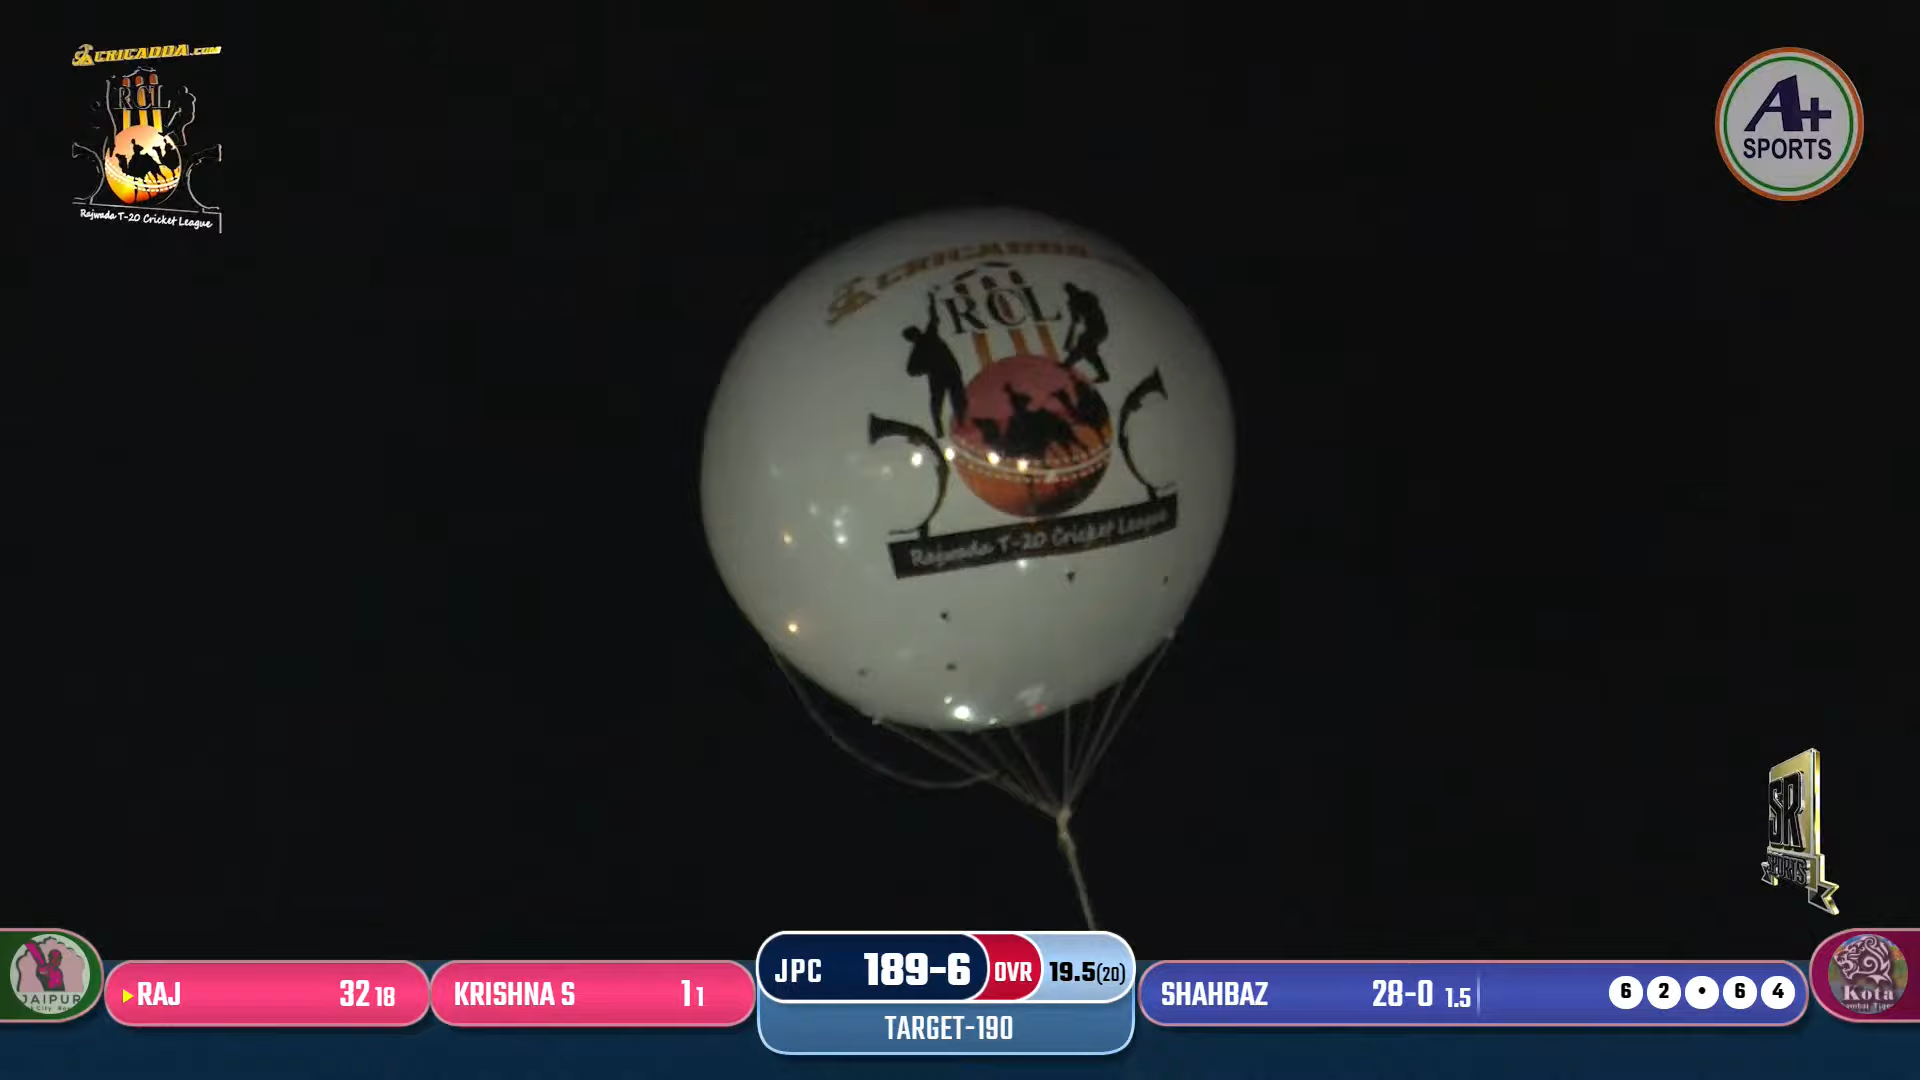 CRICADDA.COM
RCL
Rajwada T-20 Cricket League
A+
SPORTS
CRICADDA
RCL
Rajwada T-20 Cricket League
SR
SPORTS
JAIPUR
RAJ 32 18
KRISHNA S 1 1
JPC 189-6 OVR 19.5(20)
TARGET-190
SHAHBAZ 28-0 1.5 6 2 • 6 4
Kota